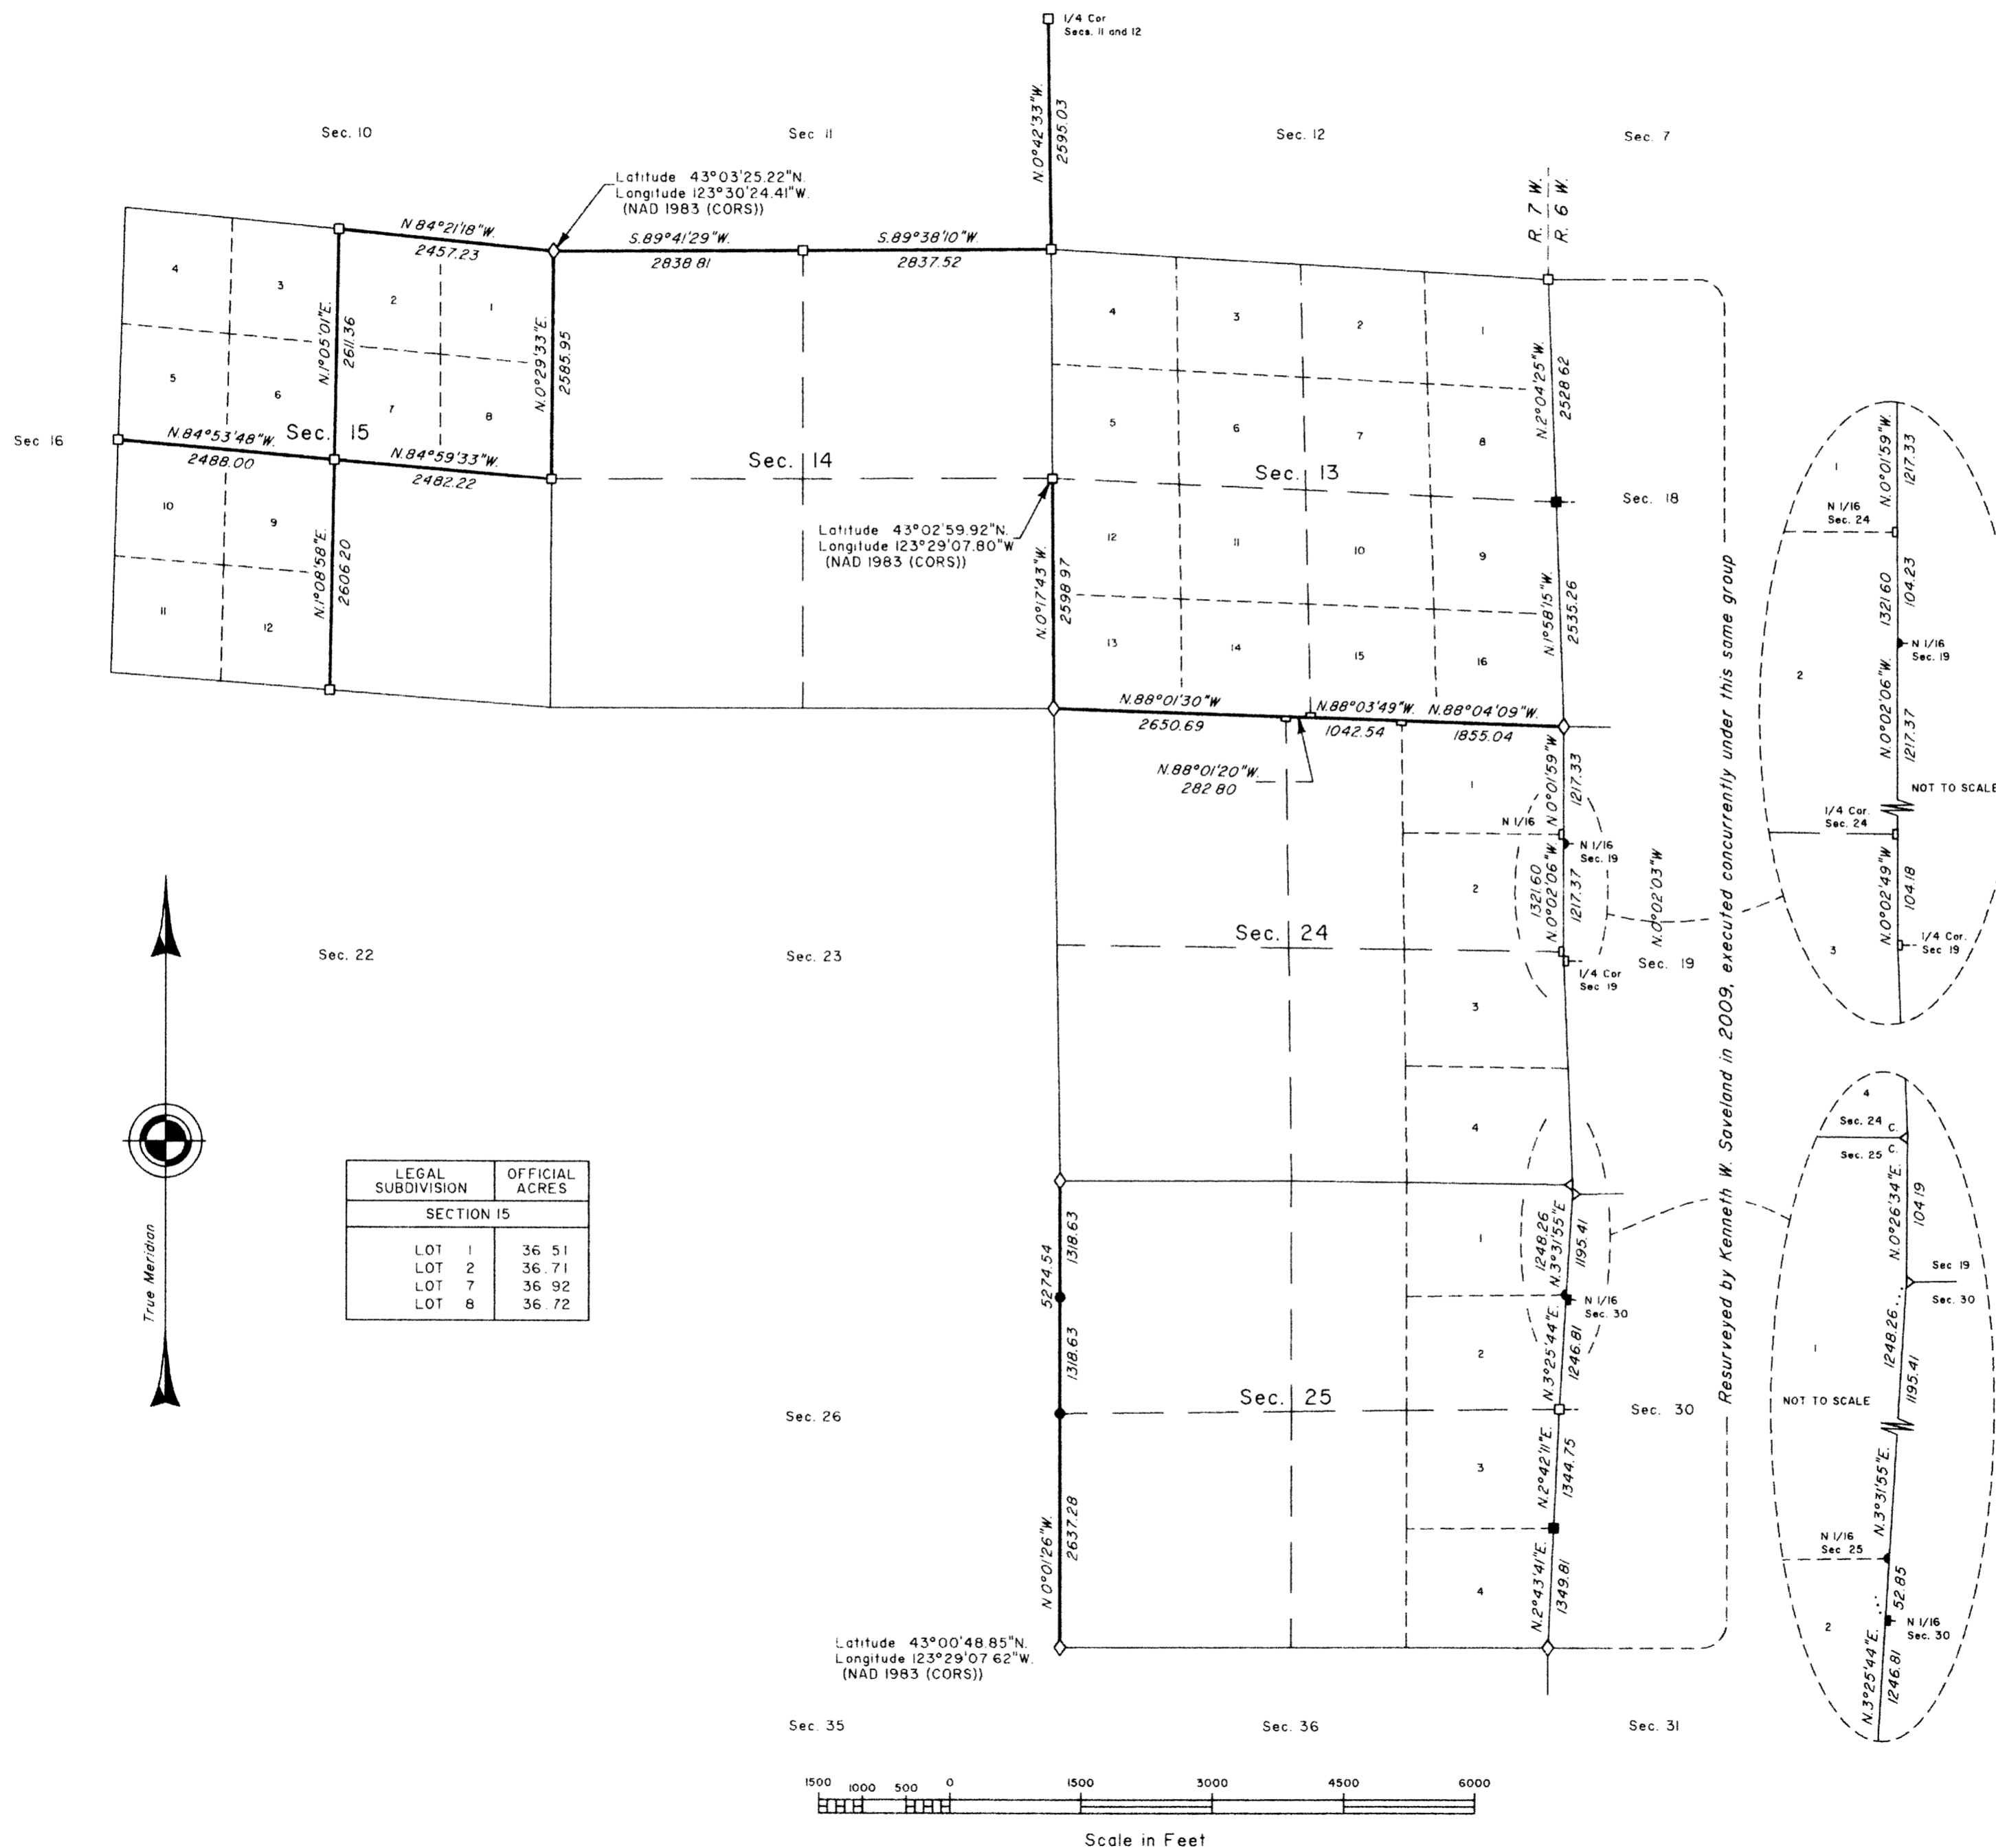 1/4 Cor
Secs. 11 and 12
N.0°42'33"W.
2595.03
Sec. 10
Sec 11
Sec. 12
Sec. 7
Latitude 43°03'25.22"N.
Longitude 123°30'24.41"W.
(NAD 1983 (CORS))
R. 7 W.
R. 6 W.
N 84°21'18"W.
2457.23
S.89°41'29"W.
2838 81
S.89°38'10"W.
2837.52
4
3
2
1
N.1°05'01"E.
2611.36
N.0°29'33"E.
2585.95
4
3
2
1
N.2°04'25"W.
2528 62
5
6
7
8
5
6
7
8
Sec 16
N.84°53'48"W.
2488.00
Sec. 15
N.84°59'33"W.
2482.22
Sec. 14
Sec. 13
Sec. 18
10
9
11
12
N.1°08'58"E.
2606 20
Latitude 43°02'59.92"N.
Longitude 123°29'07.80"W
(NAD 1983 (CORS))
N.0°17'43"W.
2598 97
12
11
10
9
13
14
15
16
N.1°58'15"W.
2535.26
N.88°01'30"W
2650.69
N.88°03'49"W.
1042.54
N.88°04'09"W.
1855.04
N.88°01'20"W.
282 80
1
N 0°01'59"W
1217.33
N 1/16
N 1/16
Sec. 19
2
1321.60
N.0°02'06"W.
1217.37
N.0°02'03"W
Sec. 22
Sec. 23
Sec. 24
Sec. 19
1/4 Cor
Sec 19
3
4
Resurveyed by Kenneth W. Saveland in 2009, executed concurrently under this same group
1
N.0°01'59"W.
1217.33
N 1/16
Sec. 24
1321 60
104.23
N 1/16
Sec. 19
2
N.0°02'06"W.
1217.37
NOT TO SCALE
1/4 Cor.
Sec. 24
N.0°02'49"W
104.18
1/4 Cor.
Sec 19
3
True Meridian
LEGAL SUBDIVISION
OFFICIAL ACRES
SECTION 15
LOT 1 36 51
LOT 2 36.71
LOT 7 36 92
LOT 8 36.72
5274.54
1318.63
1318.63
1
1248.26
N.3°31'55"E
1195.41
N 1/16
Sec. 30
2
N.3°25'44"E.
1246.81
Sec. 26
Sec. 25
Sec. 30
3
N.2°42'11"E.
1344.75
N 0°01'26"W.
2637.28
4
N.2°43'41"E.
1349.81
Latitude 43°00'48.85"N.
Longitude 123°29'07 62"W.
(NAD 1983 (CORS))
4
Sec. 24
C.
Sec. 25
C.
N.0°26'34"E.
104.19
Sec 19
Sec. 30
1248.26...
1195.41
1
NOT TO SCALE
N.3°31'55"E.
N 1/16
Sec 25
52.85
2
N 1/16
Sec. 30
N.3°25'44"E. ...
1246.81
Sec. 35
Sec. 36
Sec. 31
1500 1000 500 0 1500 3000 4500 6000
Scale in Feet